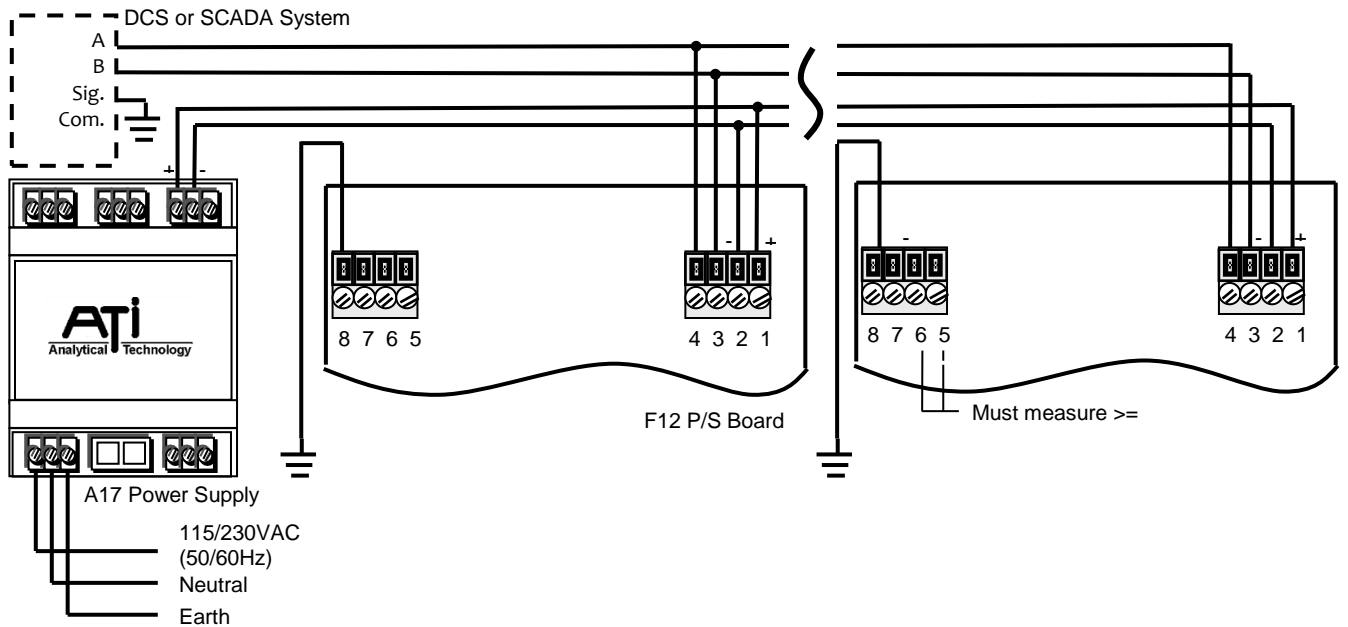 DCS or SCADA System
A
B
Sig.
Com.
+ -
- +
-
- +
ATi
Analytical Technology
8 7 6 5
4 3 2 1
8 7 6 5
4 3 2 1
F12 P/S Board
Must measure >=
A17 Power Supply
115/230VAC
(50/60Hz)
Neutral
Earth